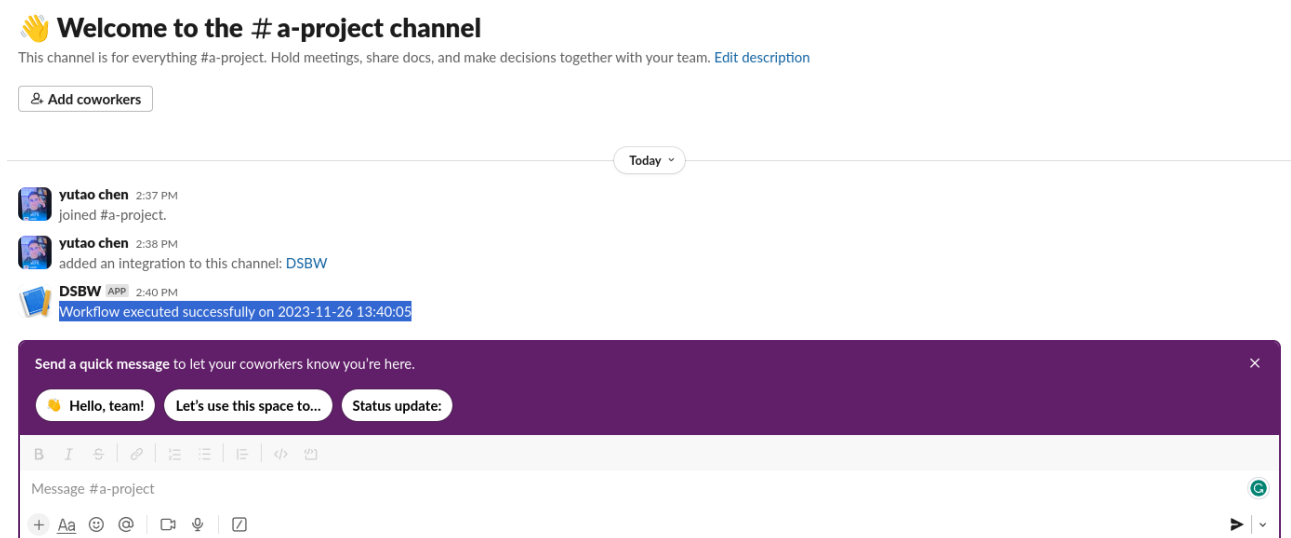 👋 Welcome to the # a-project channel
This channel is for everything #a-project. Hold meetings, share docs, and make decisions together with your team. Edit description
Add coworkers
Today
yutao chen 2:37 PM
joined #a-project.
yutao chen 2:38 PM
added an integration to this channel: DSBW
DSBW APP 2:40 PM
Workflow executed successfully on 2023-11-26 13:40:05
Send a quick message to let your coworkers know you're here.
👋 Hello, team! Let's use this space to... Status update:
B I S
Message #a-project
+ Aa @